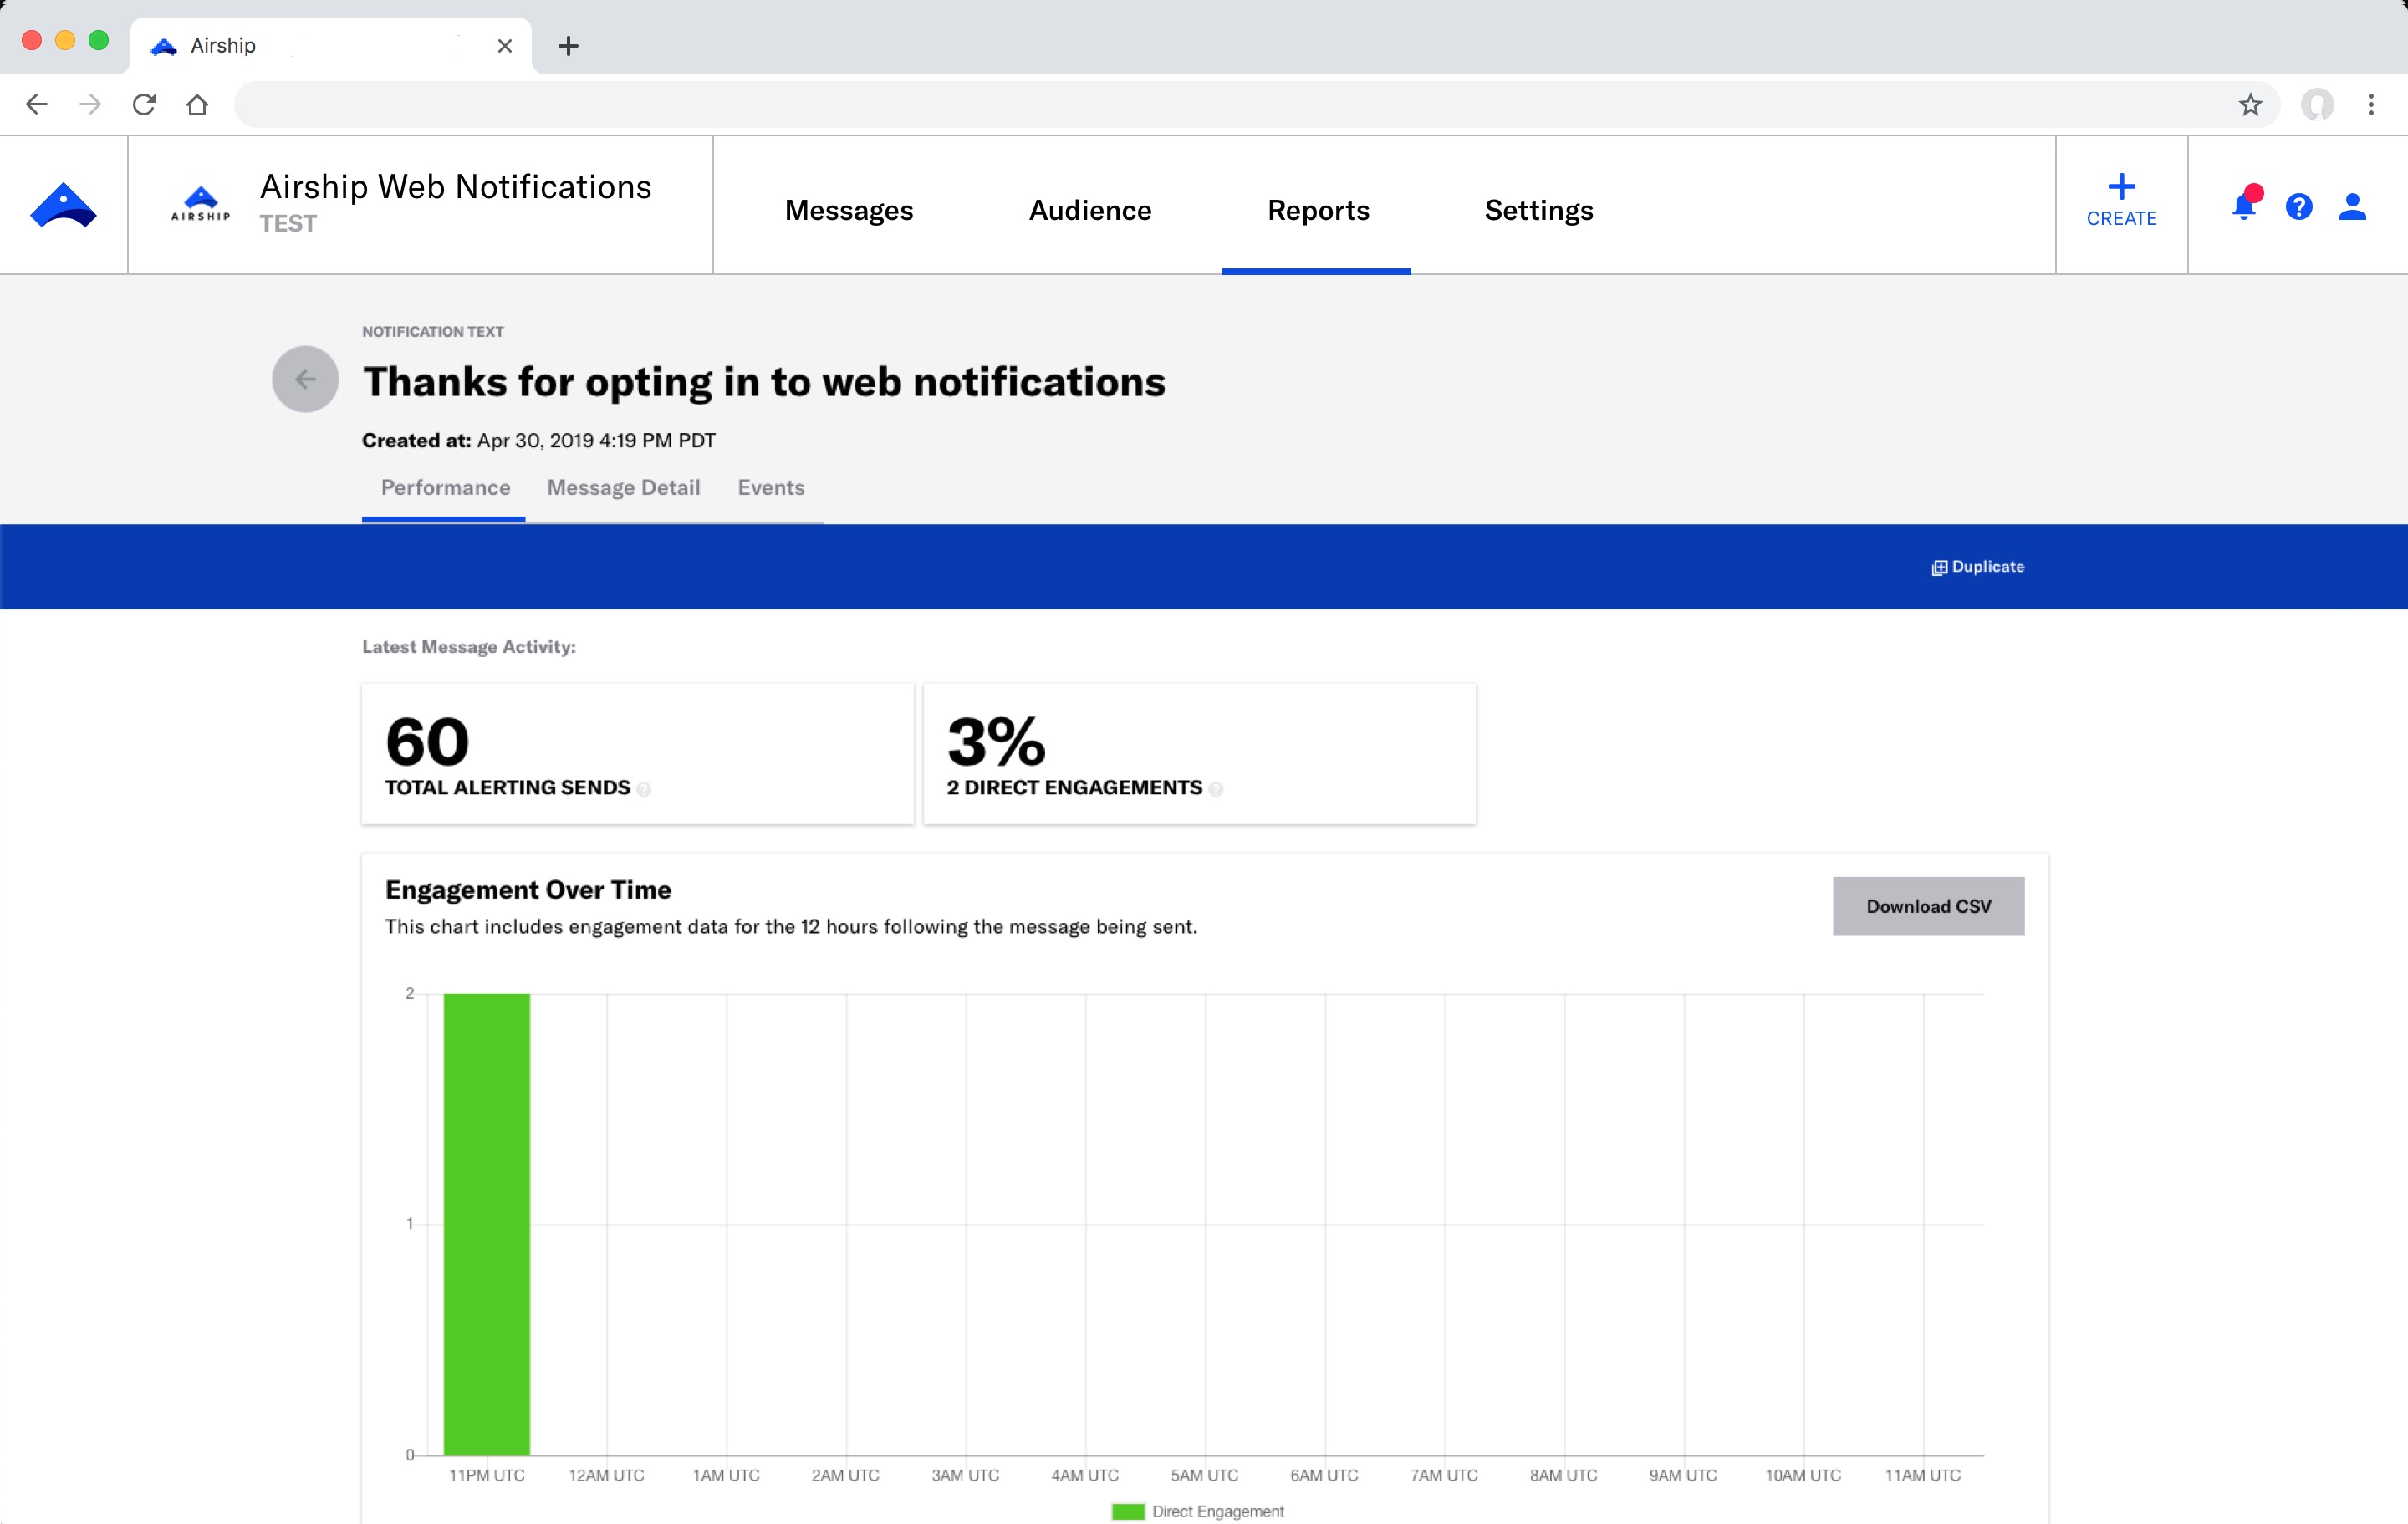 Airship
AIRSHIP
Airship Web Notifications
TEST
Messages
Audience
Reports
Settings
CREATE
NOTIFICATION TEXT
Thanks for opting in to web notifications
Created at: Apr 30, 2019 4:19 PM PDT
Performance
Message Detail
Events
Duplicate
Latest Message Activity:
60
TOTAL ALERTING SENDS ?
3%
2 DIRECT ENGAGEMENTS ?
Engagement Over Time
This chart includes engagement data for the 12 hours following the message being sent.
Download CSV
2
1
0
11PM UTC 12AM UTC 1AM UTC 2AM UTC 3AM UTC 4AM UTC 5AM UTC 6AM UTC 7AM UTC 8AM UTC 9AM UTC 10AM UTC 11AM UTC
Direct Engagement